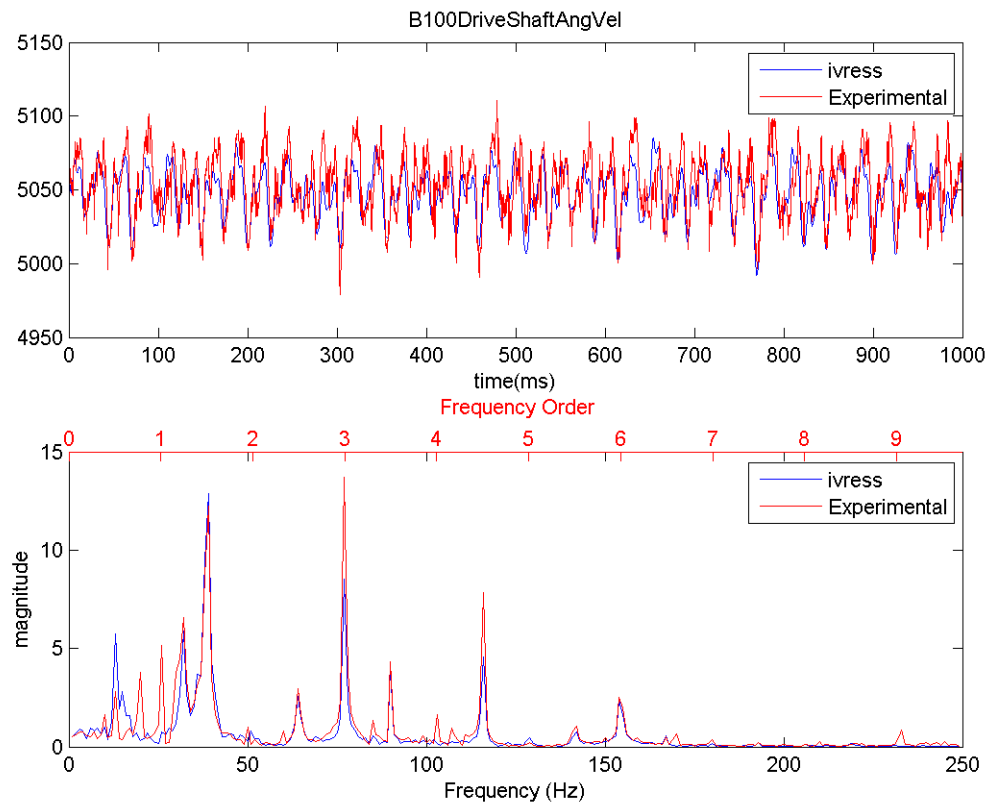 B100DriveShaftAngVel
5150
5100
5050
5000
4950
ivress
Experimental
0 100 200 300 400 500 600 700 800 900 1000
time(ms)
Frequency Order
0 1 2 3 4 5 6 7 8 9
15
10
5
0
magnitude
ivress
Experimental
0 50 100 150 200 250
Frequency (Hz)